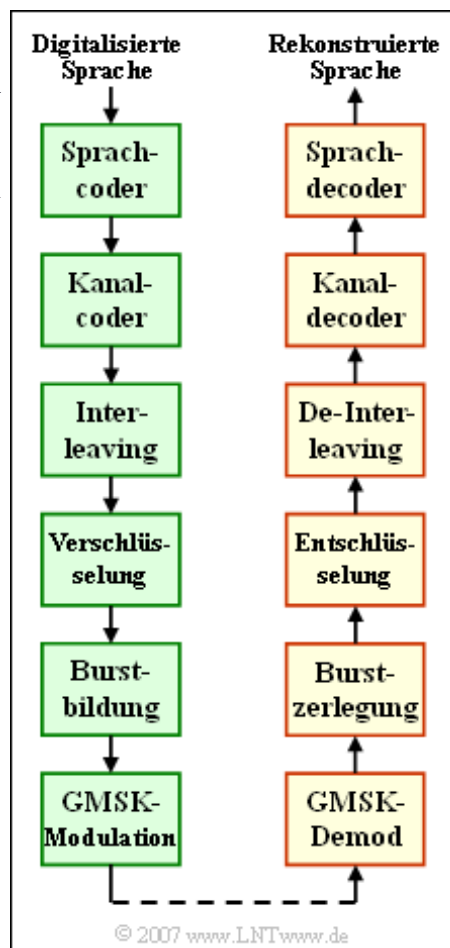 Digitalisierte
Sprache
Sprach-
coder
Kanal-
coder
Inter-
leaving
Verschlüs-
selung
Burst-
bildung
GMSK-
Modulation
Rekonstruierte
Sprache
Sprach-
decoder
Kanal-
decoder
De-Inter-
leaving
Entschlüs-
selung
Burst-
zerlegung
GMSK-
Demod
© 2007 www.LNTwww.de